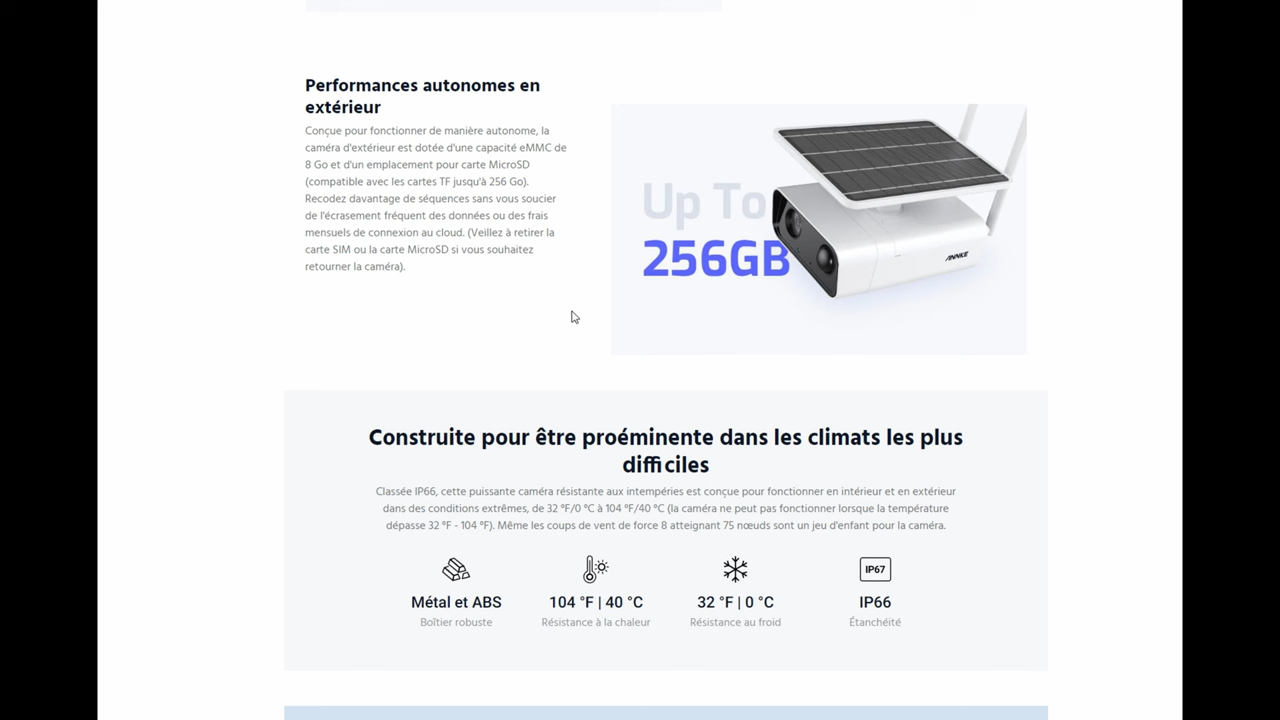 Performances autonomes en
extérieur
Conçue pour fonctionner de manière autonome, la
caméra d'extérieur est dotée d'une capacité eMMC de
8 Go et d'un emplacement pour carte MicroSD
(compatible avec les cartes TF jusqu'à 256 Go).
Recodez davantage de séquences sans vous soucier
de l'écrasement fréquent des données ou des frais
mensuels de connexion au cloud. (Veillez à retirer la
carte SIM ou la carte MicroSD si vous souhaitez
retourner la caméra).
Up To
256GB
ANNKE
Construite pour être proéminente dans les climats les plus
difficiles
Classée IP66, cette puissante caméra résistante aux intempéries est conçue pour fonctionner en intérieur et en extérieur
dans des conditions extrêmes, de 32 °F/0 °C à 104 °F/40 °C (la caméra ne peut pas fonctionner lorsque la température
dépasse 32 °F - 104 °F). Même les coups de vent de force 8 atteignant 75 nœuds sont un jeu d'enfant pour la caméra.
IP67
Métal et ABS
104 °F | 40 °C
32 °F | 0 °C
IP66
Boîtier robuste
Résistance à la chaleur
Résistance au froid
Étanchéité